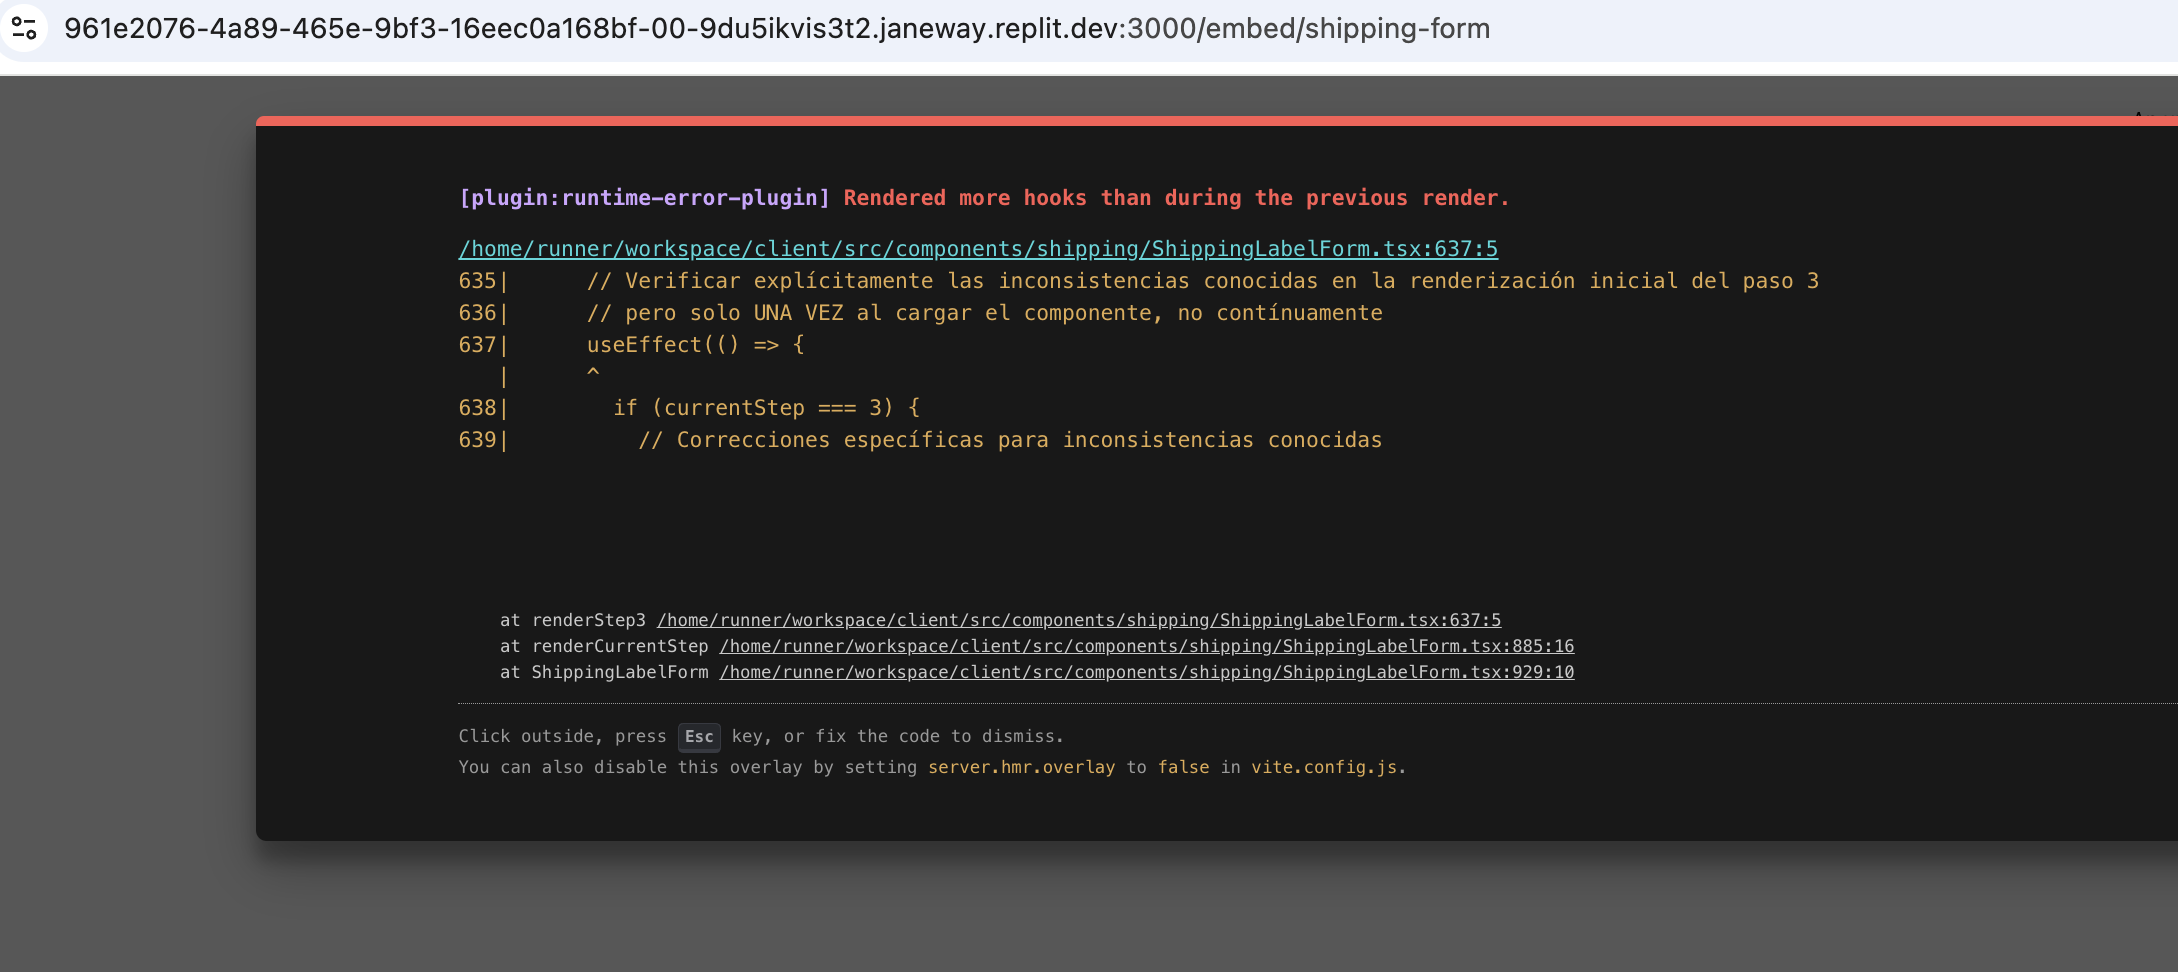 961e2076-4a89-465e-9bf3-16eec0a168bf-00-9du5ikvis3t2.janeway.replit.dev:3000/embed/shipping-form
[plugin:runtime-error-plugin] Rendered more hooks than during the previous render.
/home/runner/workspace/client/src/components/shipping/ShippingLabelForm.tsx:637:5
635|      // Verificar explícitamente las inconsistencias conocidas en la renderización inicial del paso 3
636|      // pero solo UNA VEZ al cargar el componente, no contínuamente
637|      useEffect(() => {
   |      ^
638|        if (currentStep === 3) {
639|          // Correcciones específicas para inconsistencias conocidas
at renderStep3 /home/runner/workspace/client/src/components/shipping/ShippingLabelForm.tsx:637:5
at renderCurrentStep /home/runner/workspace/client/src/components/shipping/ShippingLabelForm.tsx:885:16
at ShippingLabelForm /home/runner/workspace/client/src/components/shipping/ShippingLabelForm.tsx:929:10
Click outside, press Esc key, or fix the code to dismiss.
You can also disable this overlay by setting server.hmr.overlay to false in vite.config.js.